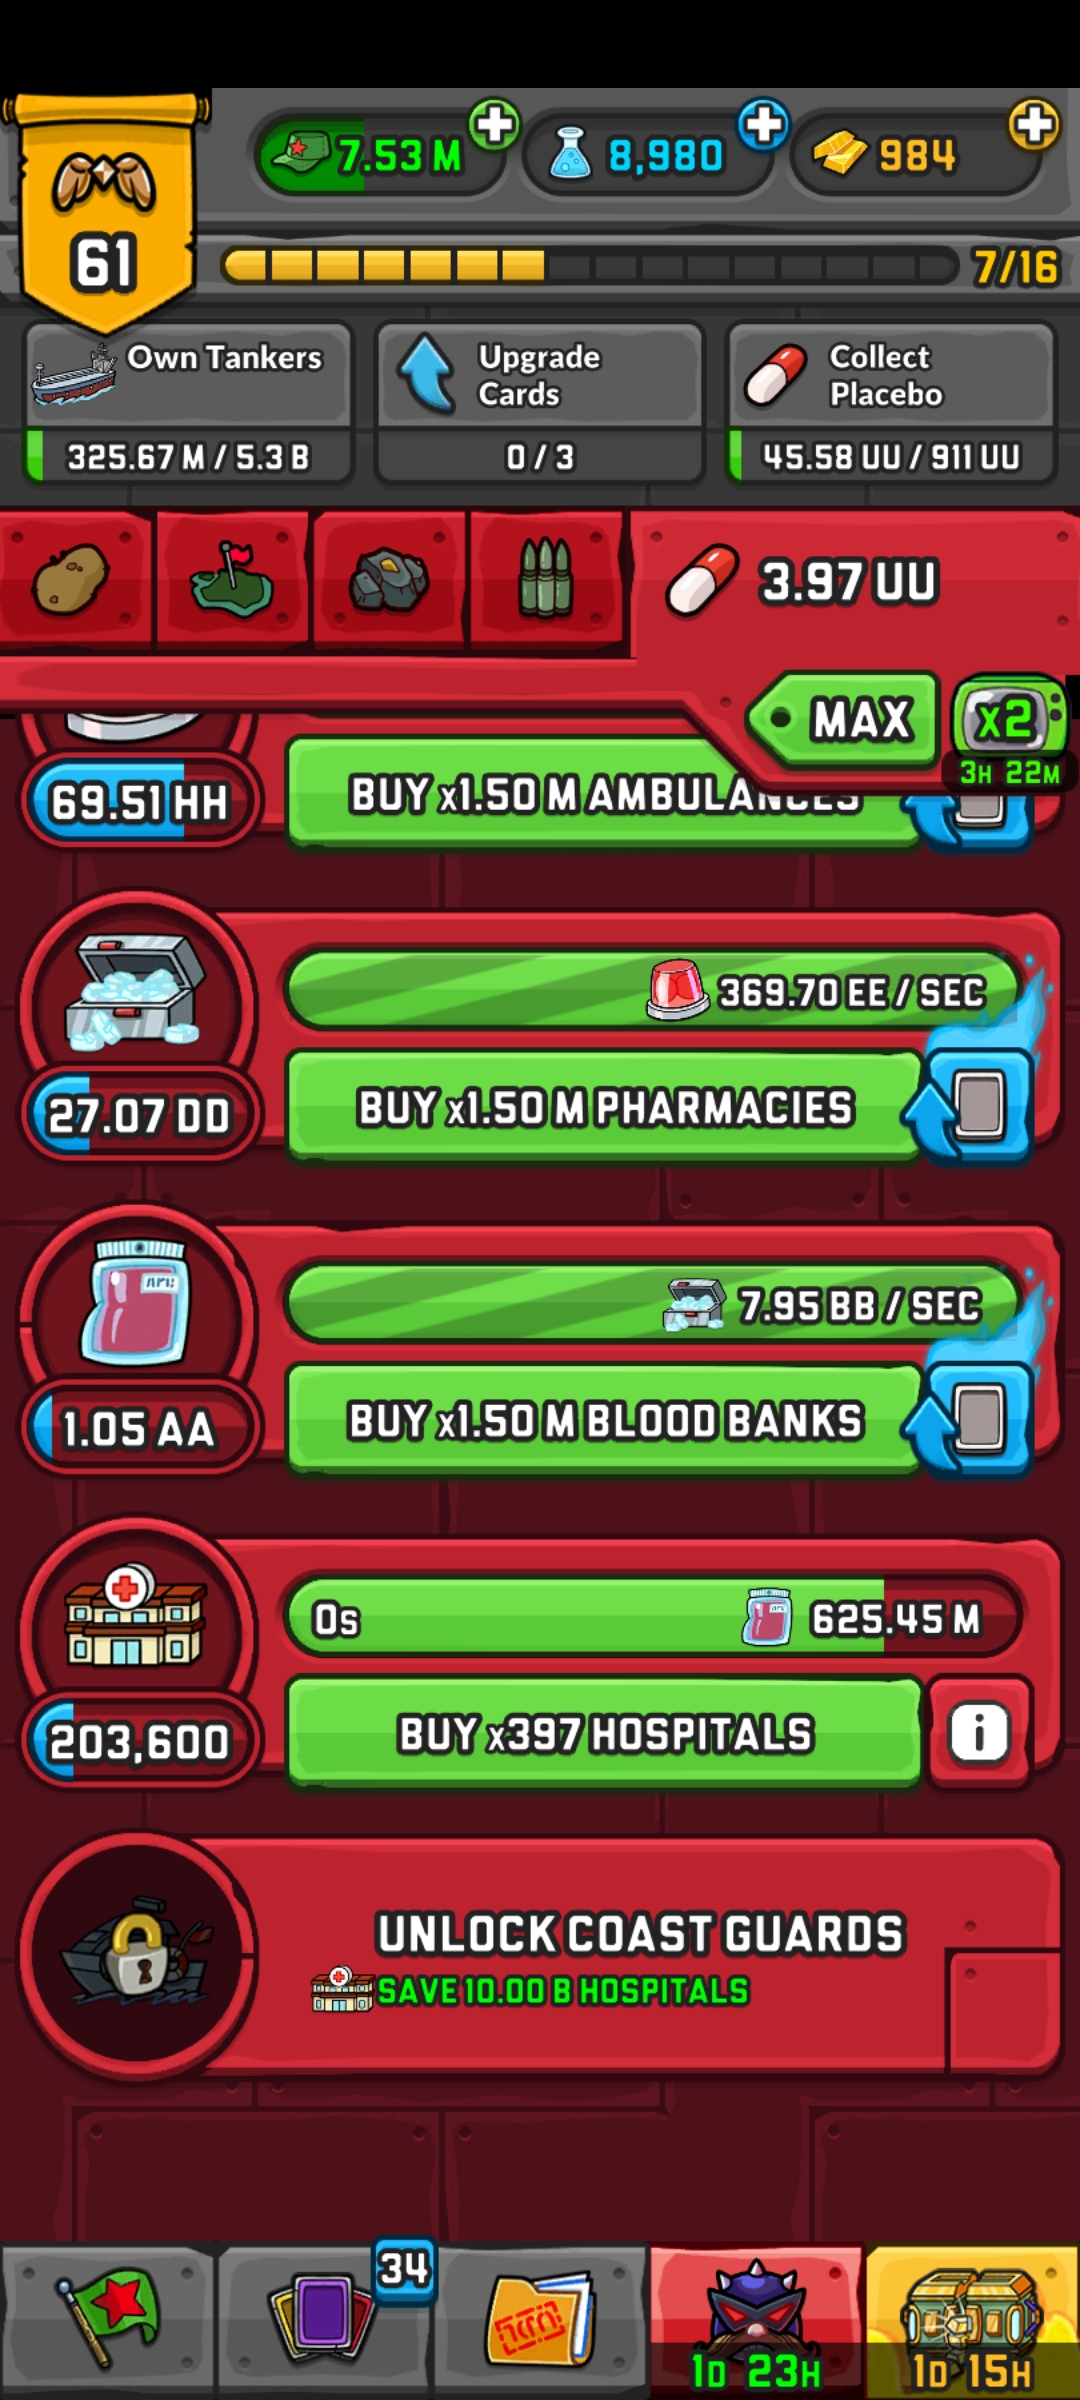 7.53 M
8,980
984
61
7/16
Own Tankers
325.67 M / 5.3 B
Upgrade
Cards
0 / 3
Collect
Placebo
45.58 UU / 911 UU
3.97 UU
MAX
x2
3H 22M
69.51 HH
BUY x1.50 M AMBULANCES
369.70 EE / SEC
27.07 DD
BUY x1.50 M PHARMACIES
7.95 BB / SEC
1.05 AA
BUY x1.50 M BLOOD BANKS
0s
625.45 M
203,600
BUY x397 HOSPITALS
i
UNLOCK COAST GUARDS
SAVE 10.00 B HOSPITALS
34
1D 23H
1D 15H